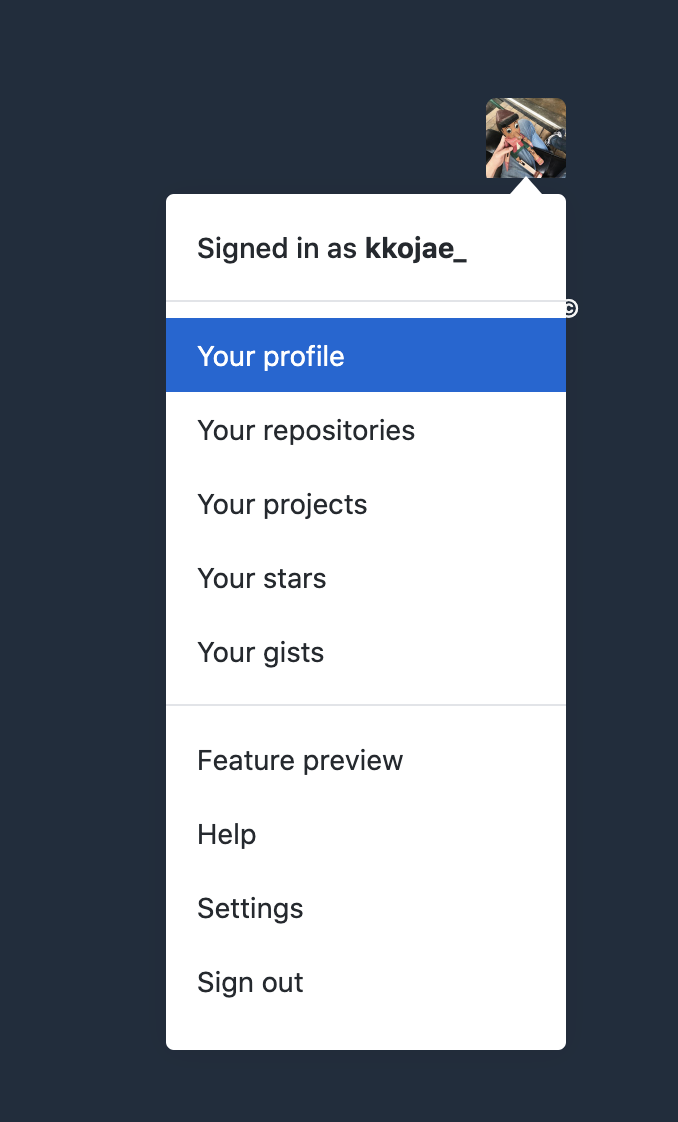 Signed in as kkojae_
©
Your profile
Your repositories
Your projects
Your stars
Your gists
Feature preview
Help
Settings
Sign out